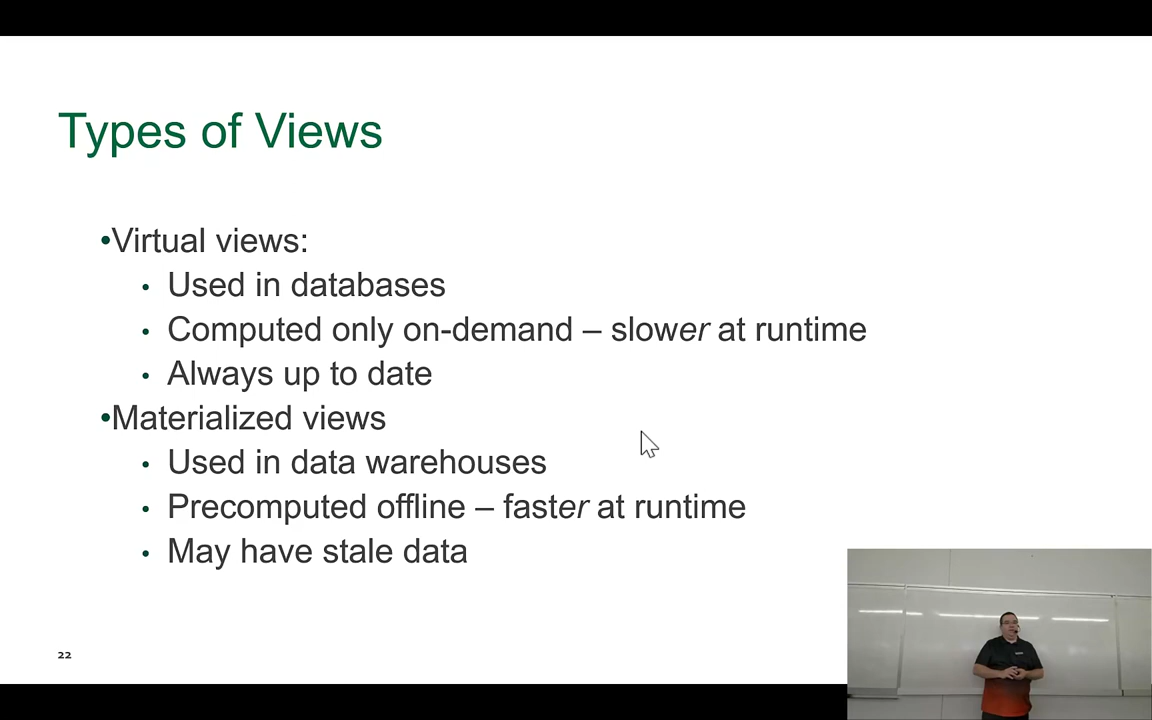 Types of Views
•Virtual views:
• Used in databases
• Computed only on-demand – slower at runtime
• Always up to date
•Materialized views
• Used in data warehouses
• Precomputed offline – faster at runtime
• May have stale data
22